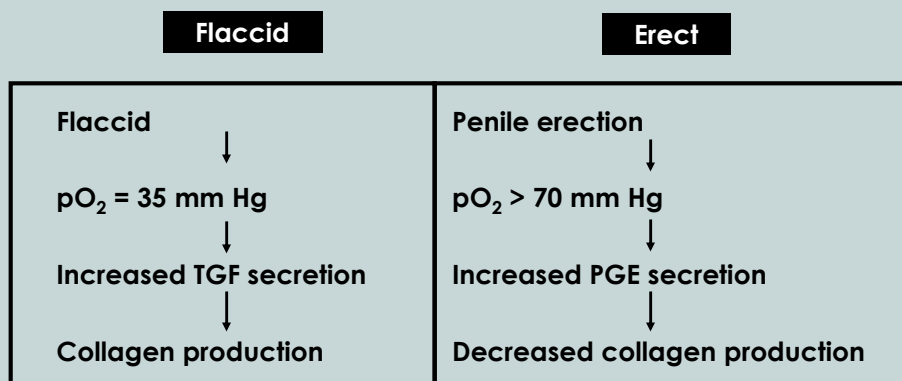 Flaccid
Erect
Flaccid
pO₂ = 35 mm Hg
Increased TGF secretion
Collagen production
Penile erection
pO₂ > 70 mm Hg
Increased PGE secretion
Decreased collagen production